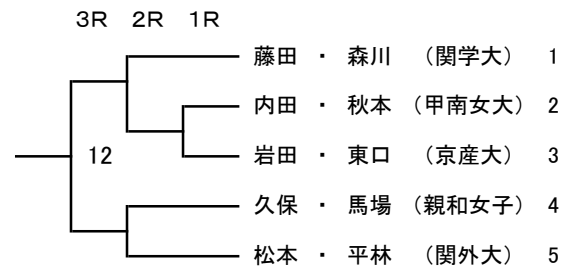 3R 2R 1R
藤田 ・ 森川 （関学大） 1
内田 ・ 秋本 （甲南女大） 2
12
岩田 ・ 東口 （京産大） 3
久保 ・ 馬場 （親和女子） 4
松本 ・ 平林 （関外大） 5